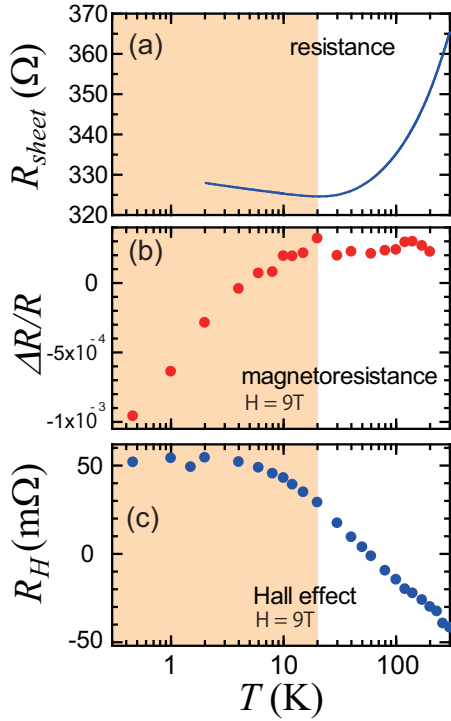 370
360
350
340
330
320
R_sheet (Ω)
(a)
resistance
0
-5x10⁻⁴
-1x10⁻³
ΔR/R
(b)
magnetoresistance
H = 9T
50
0
-50
R_H (mΩ)
(c)
Hall effect
H = 9T
1
10
100
T (K)